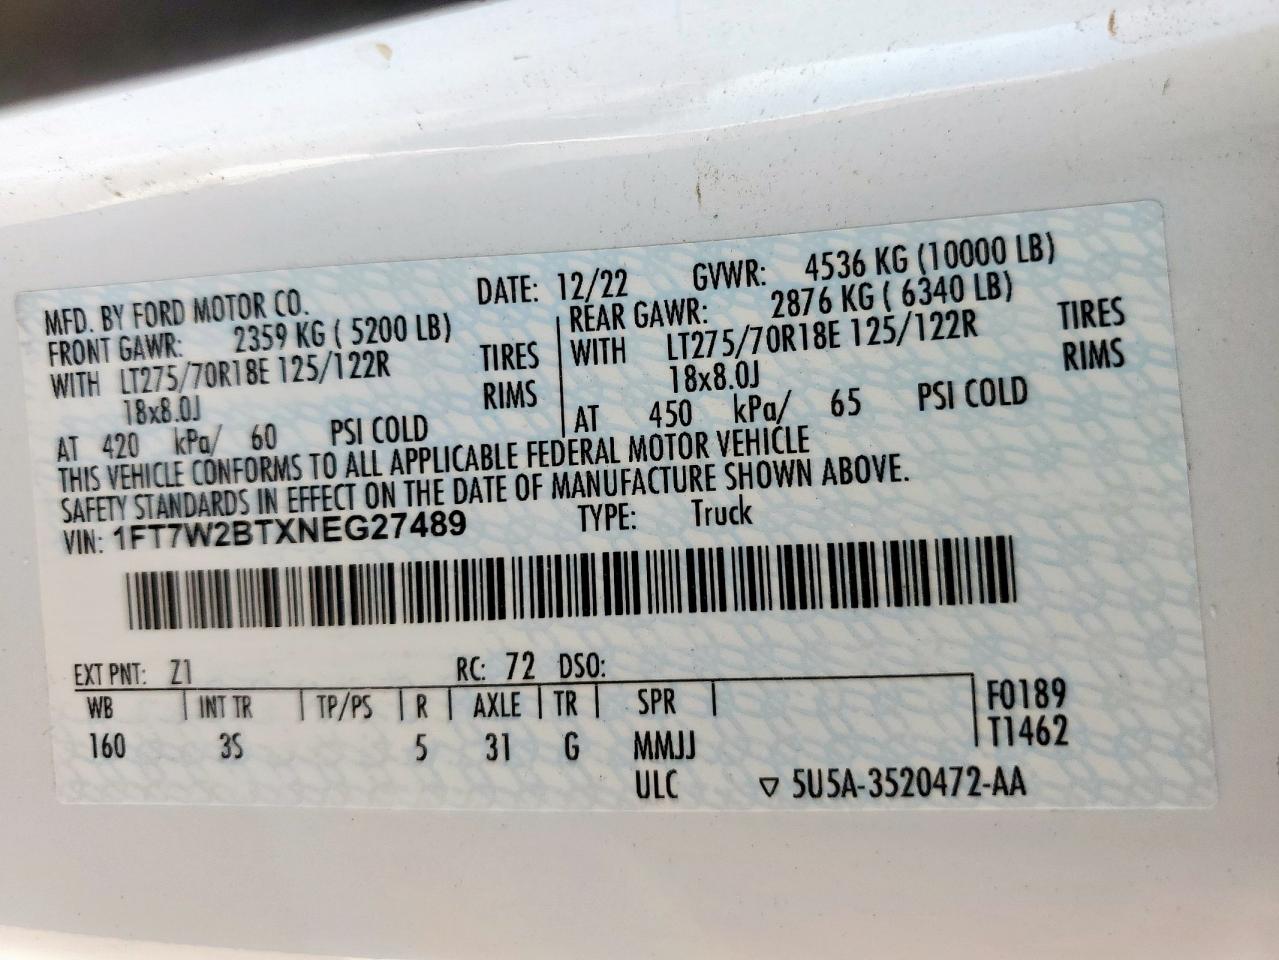 MFD. BY FORD MOTOR CO. DATE: 12/22 GVWR: 4536 KG (10000 LB)
FRONT GAWR: 2359 KG ( 5200 LB) REAR GAWR: 2876 KG ( 6340 LB)
WITH LT275/70R18E 125/122R TIRES WITH LT275/70R18E 125/122R TIRES
18x8.0J RIMS 18x8.0J RIMS
AT 420 kPa/ 60 PSI COLD AT 450 kPa/ 65 PSI COLD
THIS VEHICLE CONFORMS TO ALL APPLICABLE FEDERAL MOTOR VEHICLE
SAFETY STANDARDS IN EFFECT ON THE DATE OF MANUFACTURE SHOWN ABOVE.
VIN: 1FT7W2BTXNEG27489 TYPE: Truck
EXT PNT: Z1 RC: 72 DSO:
WB INT TR TP/PS R AXLE TR SPR F0189
160 3S 5 31 G MMJJ T1462
ULC ▽ 5U5A-3520472-AA